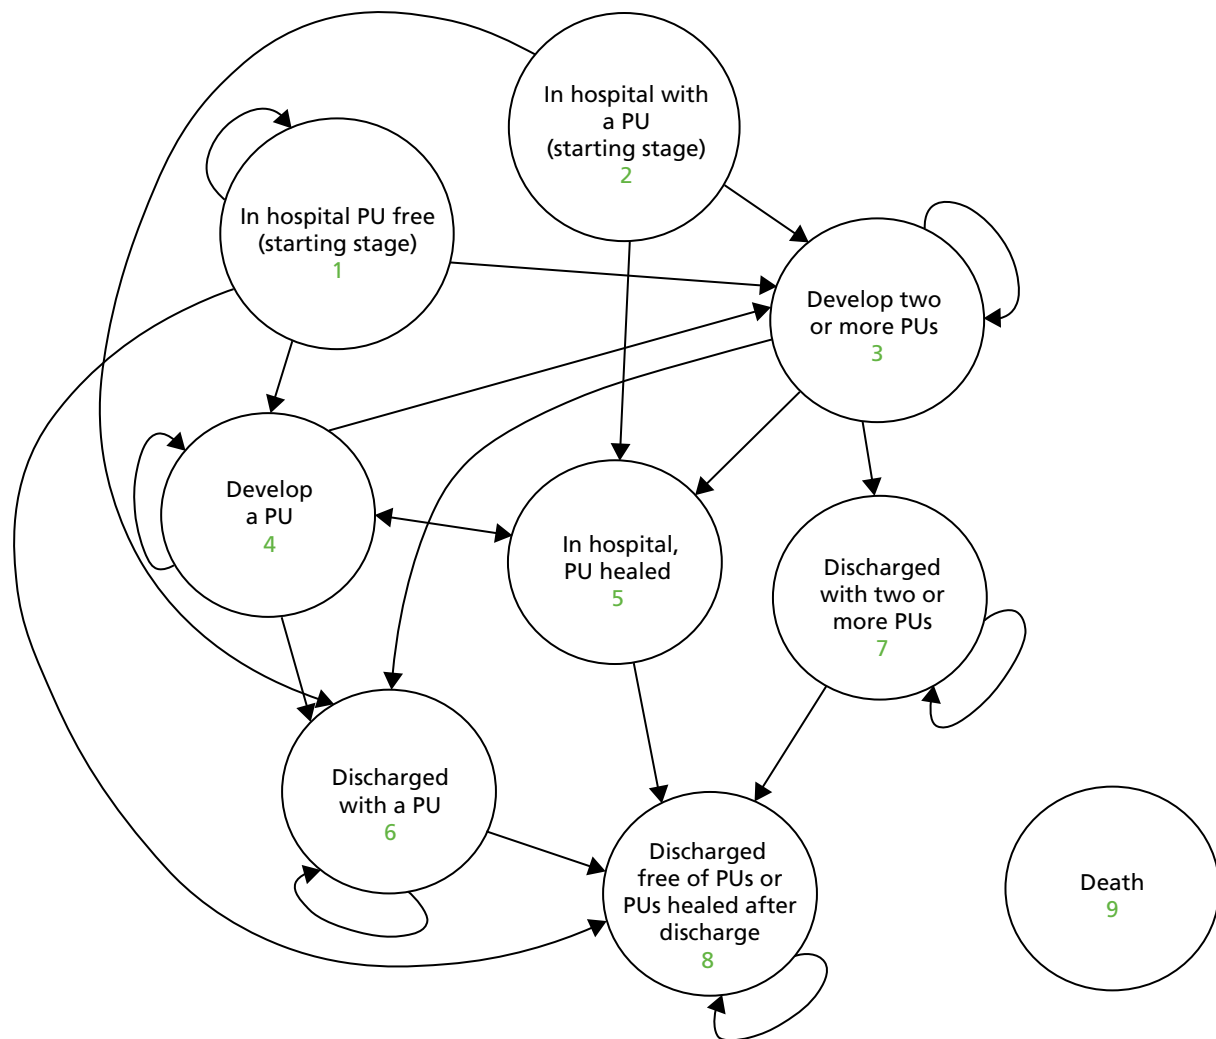 In hospital with
a PU
(starting stage)
2
In hospital PU free
(starting stage)
1
Develop two
or more PUs
3
Develop
a PU
4
In hospital,
PU healed
5
Discharged
with two or
more PUs
7
Discharged
with a PU
6
Discharged
free of PUs or
PUs healed after
discharge
8
Death
9